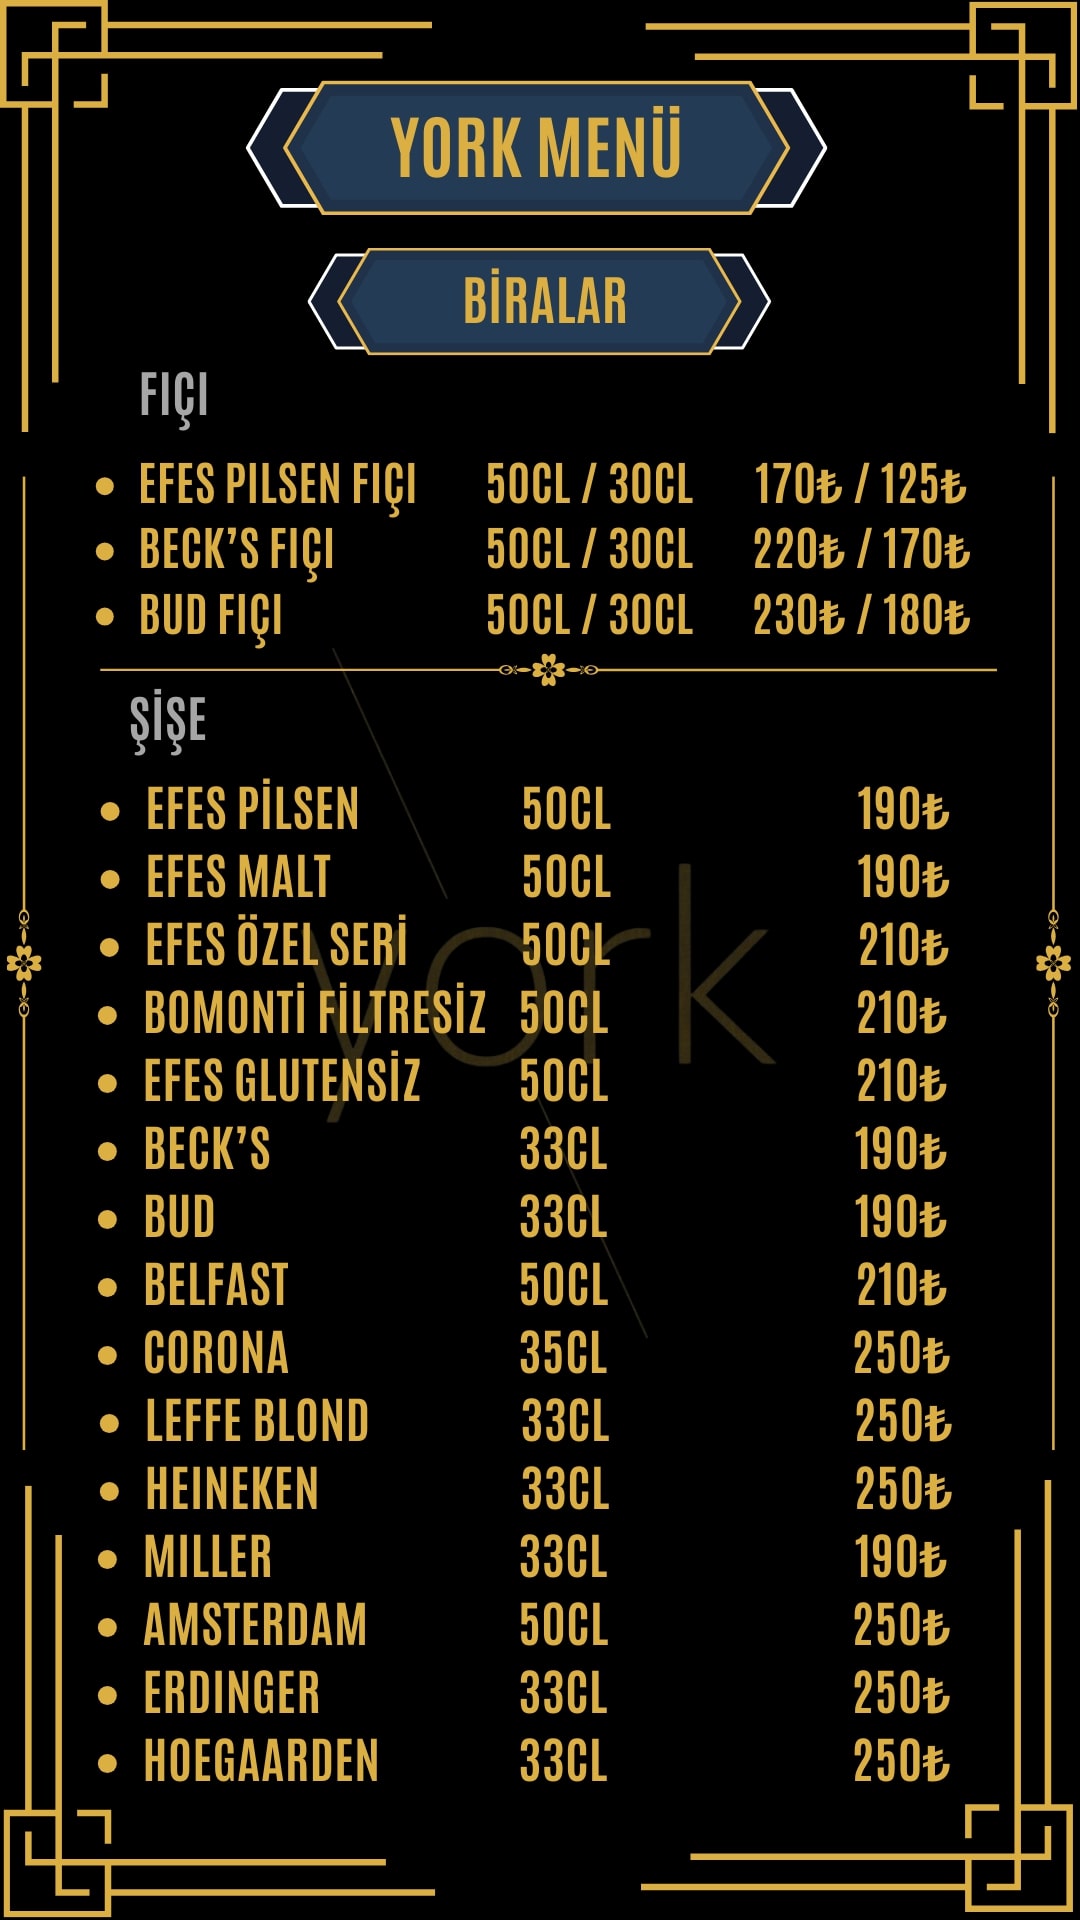 YORK MENÜ
BİRALAR
FIÇI
EFES PILSEN FIÇI 50CL / 30CL 170₺ / 125₺
BECK’S FIÇI 50CL / 30CL 220₺ / 170₺
BUD FIÇI 50CL / 30CL 230₺ / 180₺
ŞİŞE
EFES PİLSEN 50CL 190₺
EFES MALT 50CL 190₺
EFES ÖZEL SERİ 50CL 210₺
BOMONTİ FİLTRESİZ 50CL 210₺
EFES GLUTENSİZ 50CL 210₺
BECK’S 33CL 190₺
BUD 33CL 190₺
BELFAST 50CL 210₺
CORONA 35CL 250₺
LEFFE BLOND 33CL 250₺
HEINEKEN 33CL 250₺
MILLER 33CL 190₺
AMSTERDAM 50CL 250₺
ERDINGER 33CL 250₺
HOEGAARDEN 33CL 250₺
york